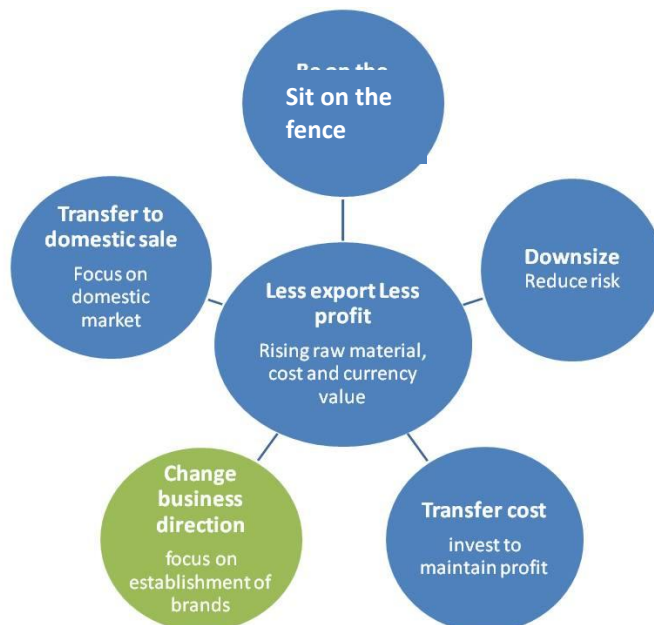 Sit on the
fence
Transfer to
domestic sale
Focus on
domestic
market
Downsize
Reduce risk
Less export Less
profit
Rising raw material,
cost and currency
value
Change
business
direction
focus on
establishment of
brands
Transfer cost
invest to
maintain profit